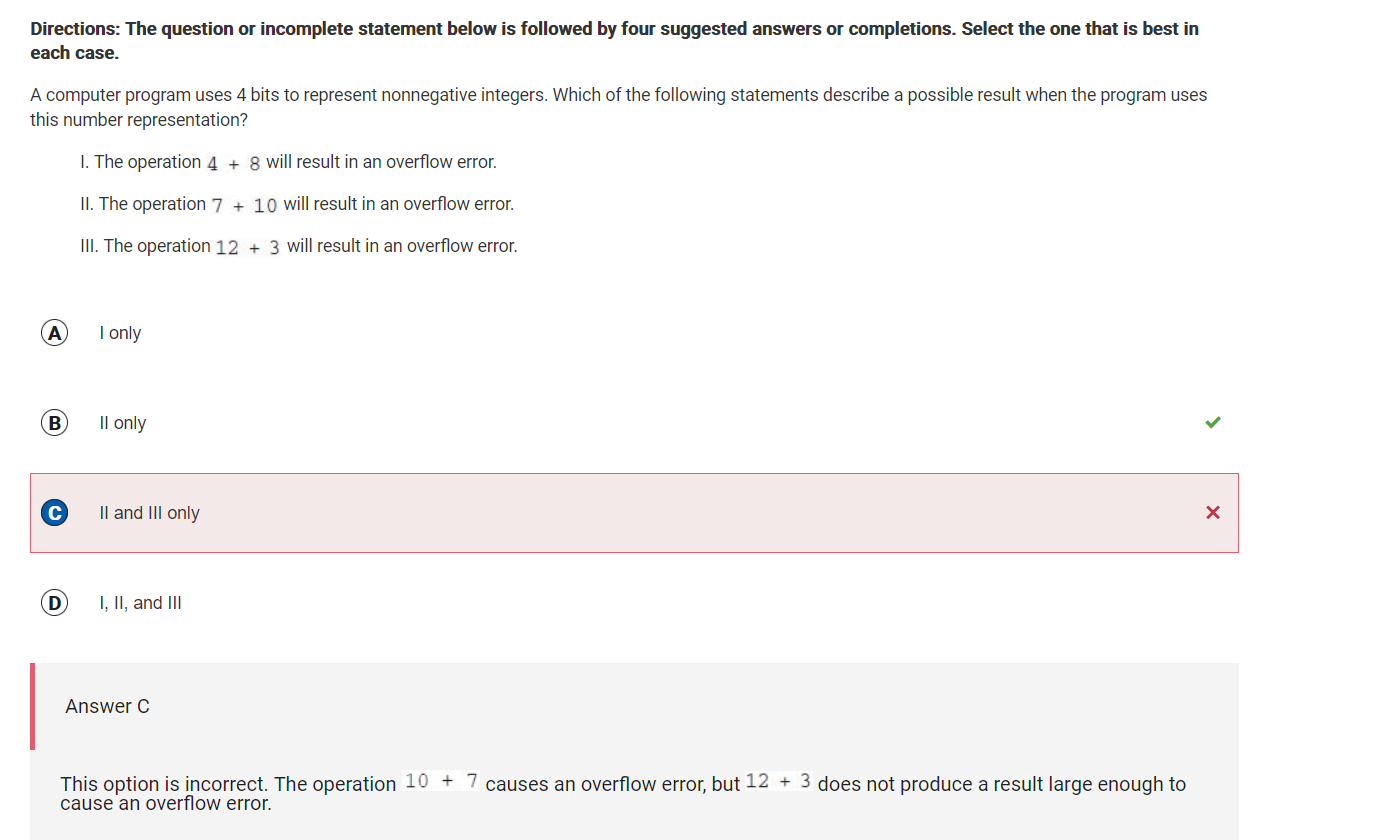 Directions: The question or incomplete statement below is followed by four suggested answers or completions. Select the one that is best in
each case.
A computer program uses 4 bits to represent nonnegative integers. Which of the following statements describe a possible result when the program uses
this number representation?
I. The operation 4 + 8 will result in an overflow error.
II. The operation 7 + 10 will result in an overflow error.
III. The operation 12 + 3 will result in an overflow error.
A I only
B II only
C II and III only
D I, II, and III
Answer C
This option is incorrect. The operation 10 + 7 causes an overflow error, but 12 + 3 does not produce a result large enough to
cause an overflow error.